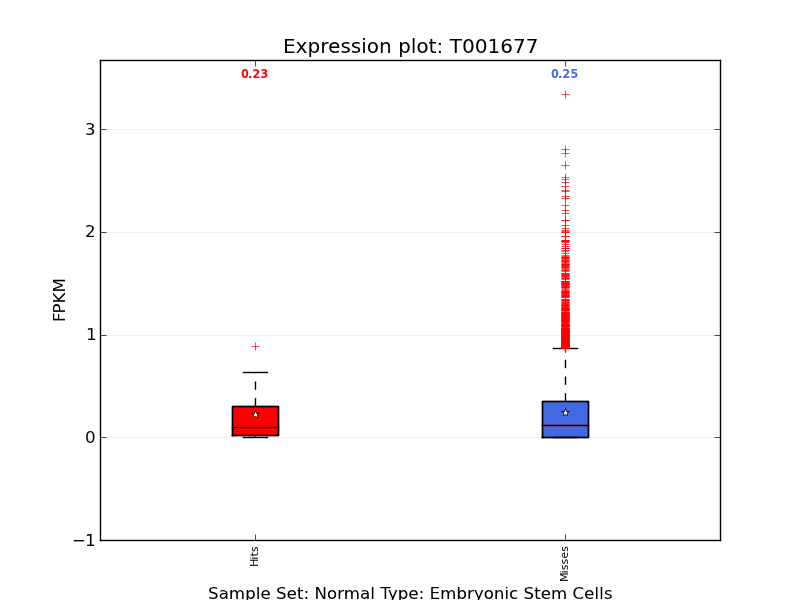 Expression plot: T001677
0.23
0.25
3
2
1
0
−1
FPKM
Hits
Misses
Sample Set: Normal Type: Embryonic Stem Cells